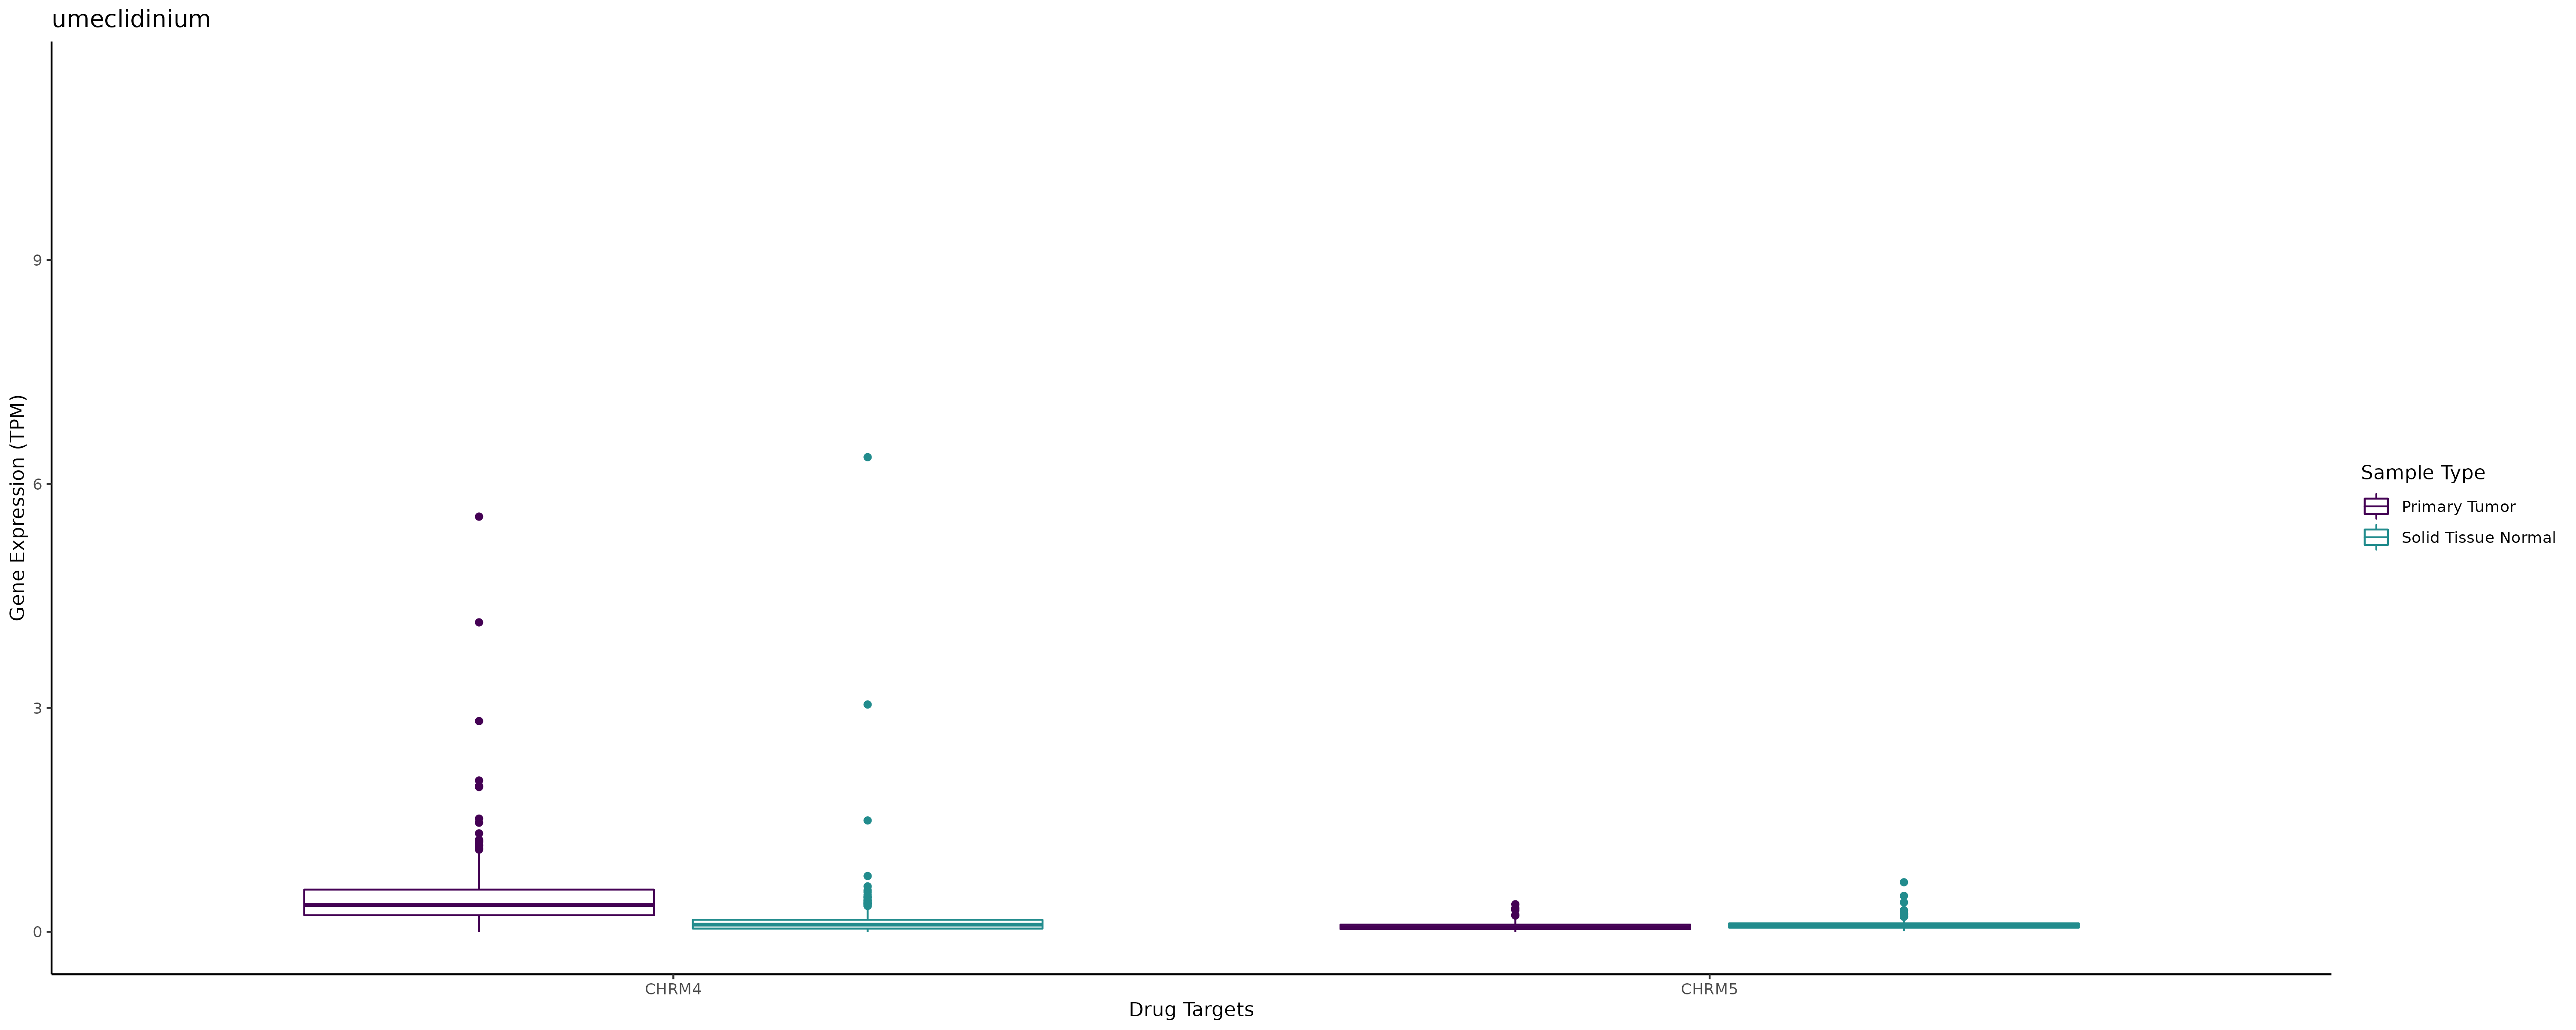 umeclidinium
Gene Expression (TPM)
9
6
3
0
CHRM4
CHRM5
Drug Targets
Sample Type
Primary Tumor
Solid Tissue Normal